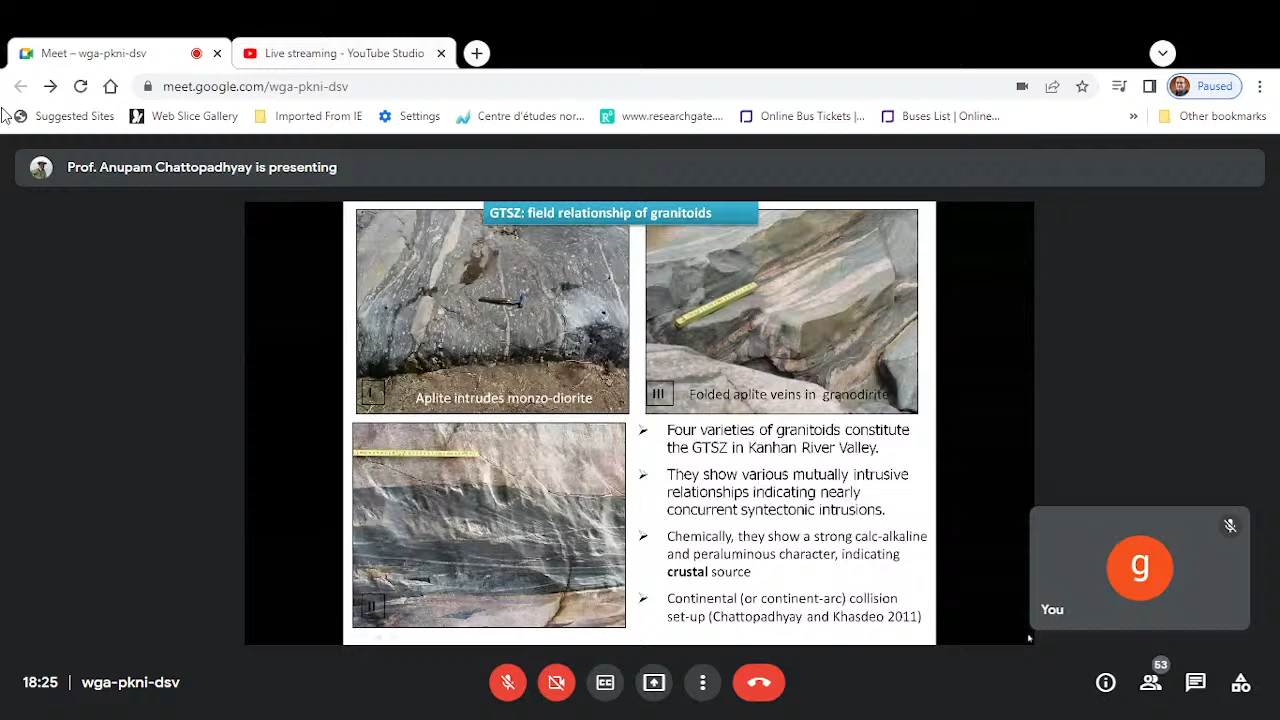 Meet – wga-pkni-dsv
Live streaming - YouTube Studio
meet.google.com/wga-pkni-dsv
Paused
Suggested Sites
Web Slice Gallery
Imported From IE
Settings
Centre d'études nor...
www.researchgate....
Online Bus Tickets |...
Buses List | Online...
»
Other bookmarks
Prof. Anupam Chattopadhyay is presenting
GTSZ: field relationship of granitoids
I
Aplite intrudes monzo-diorite
III
Folded aplite veins in granodirite
II
Four varieties of granitoids constitute
the GTSZ in Kanhan River Valley.
They show various mutually intrusive
relationships indicating nearly
concurrent syntectonic intrusions.
Chemically, they show a strong calc-alkaline
and peraluminous character, indicating
crustal source
Continental (or continent-arc) collision
set-up (Chattopadhyay and Khasdeo 2011)
g
You
18:25 | wga-pkni-dsv
CC
53